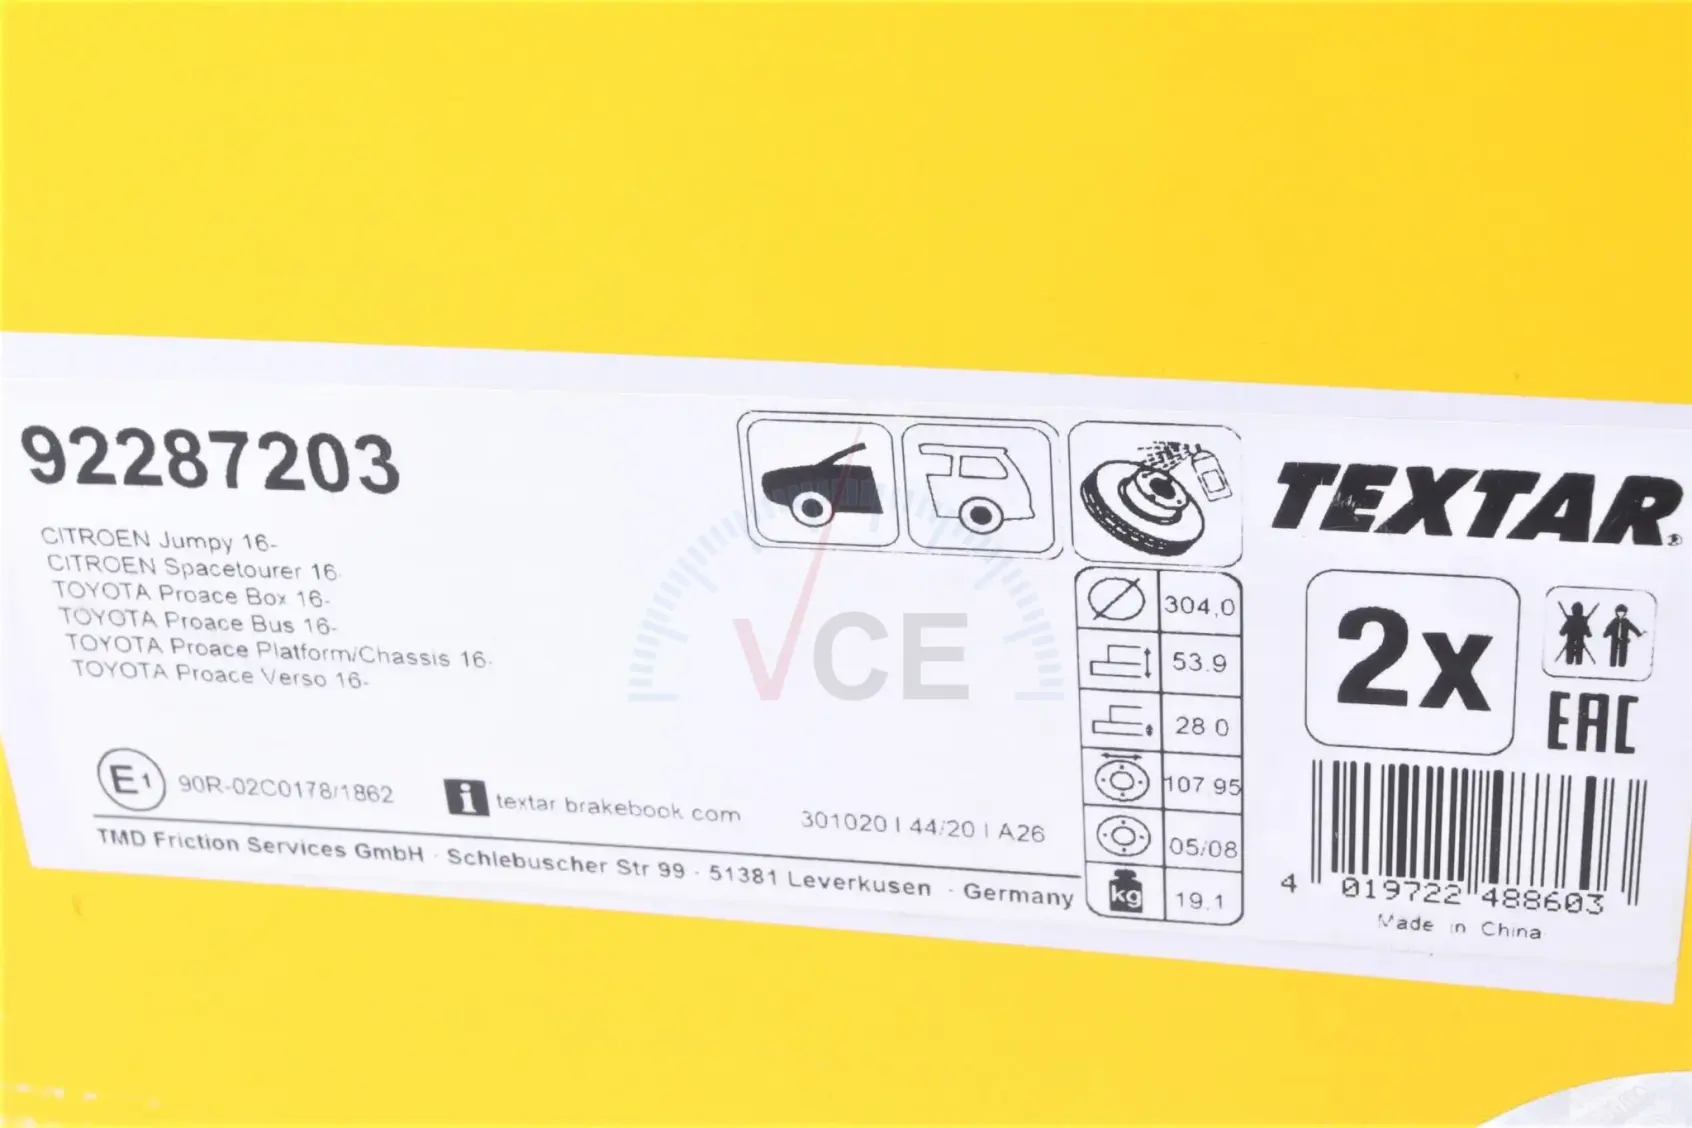 92287203
CITROEN Jumpy 16-
CITROEN Spacetourer 16-
TOYOTA Proace Box 16-
TOYOTA Proace Bus 16-
TOYOTA Proace Platform/Chassis 16-
TOYOTA Proace Verso 16-
E1 90R-02C0178/1862
i textar brakebook com
301020 | 44/20 | A26
TMD Friction Services GmbH · Schlebuscher Str 99 · 51381 Leverkusen · Germany
VCE
304,0
53.9
28 0
107 95
05/08
kg 19.1
TEXTAR®
2x
EAC
4 019722 488603
Made in China